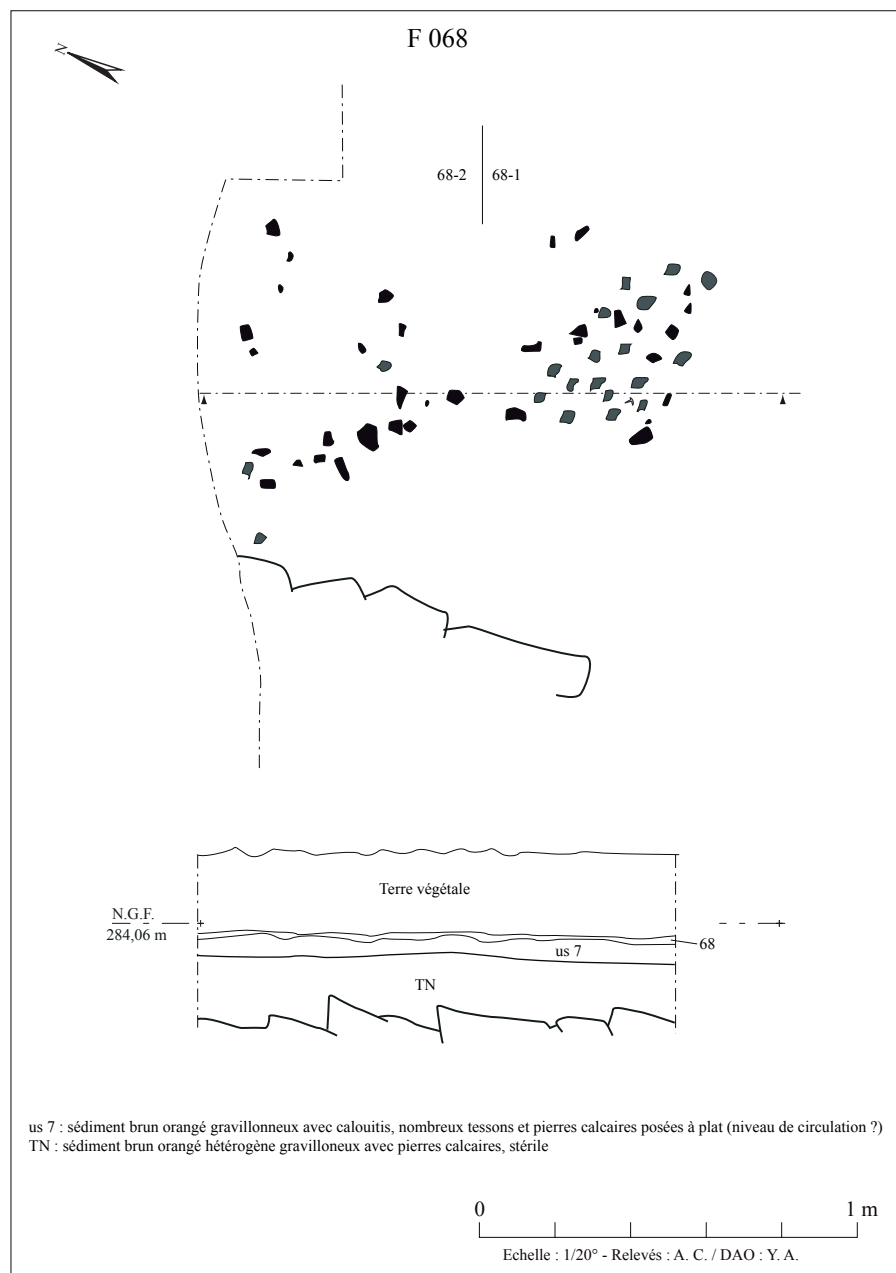 F 068
N
68-2 68-1
Terre végétale
N.G.F.
284,06 m
68
us 7
TN
us 7 : sédiment brun orangé gravillonneux avec calouitis, nombreux tessons et pierres calcaires posées à plat (niveau de circulation ?)
TN : sédiment brun orangé hétérogène gravilloneux avec pierres calcaires, stérile
0 1 m
Echelle : 1/20° - Relevés : A. C. / DAO : Y. A.